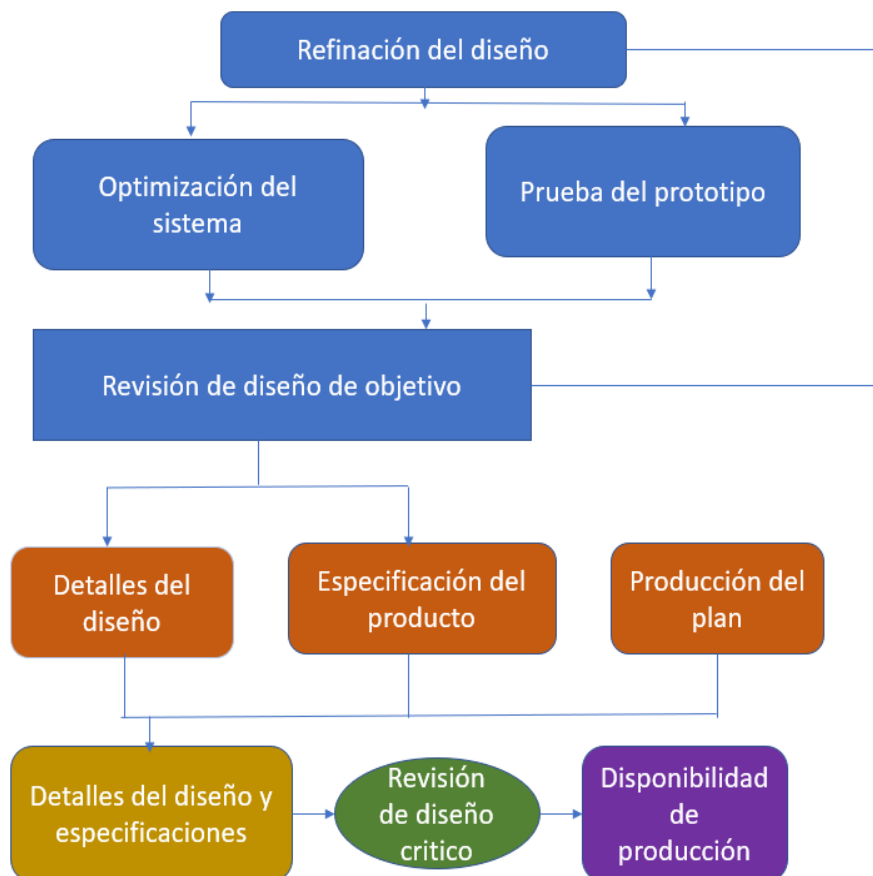 Refinación del diseño
Optimización del
sistema
Prueba del prototipo
Revisión de diseño de objetivo
Detalles del
diseño
Especificación del
producto
Producción del
plan
Detalles del diseño y
especificaciones
Revisión
de diseño
critico
Disponibilidad
de
producción